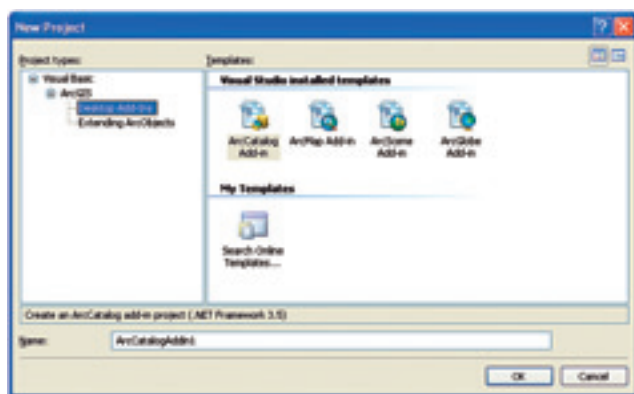 New Project
Project types:
Templates:
Visual Basic
ArcGIS
Desktop Add-Ins
Extending ArcObjects
Visual Studio installed templates
ArcCatalog Add-in
ArcMap Add-in
ArcScene Add-in
ArcGlobe Add-in
My Templates
Search Online Templates...
Create an ArcCatalog add-in project (.NET Framework 3.5)
Name:
ArcCatalogAddin1
OK
Cancel